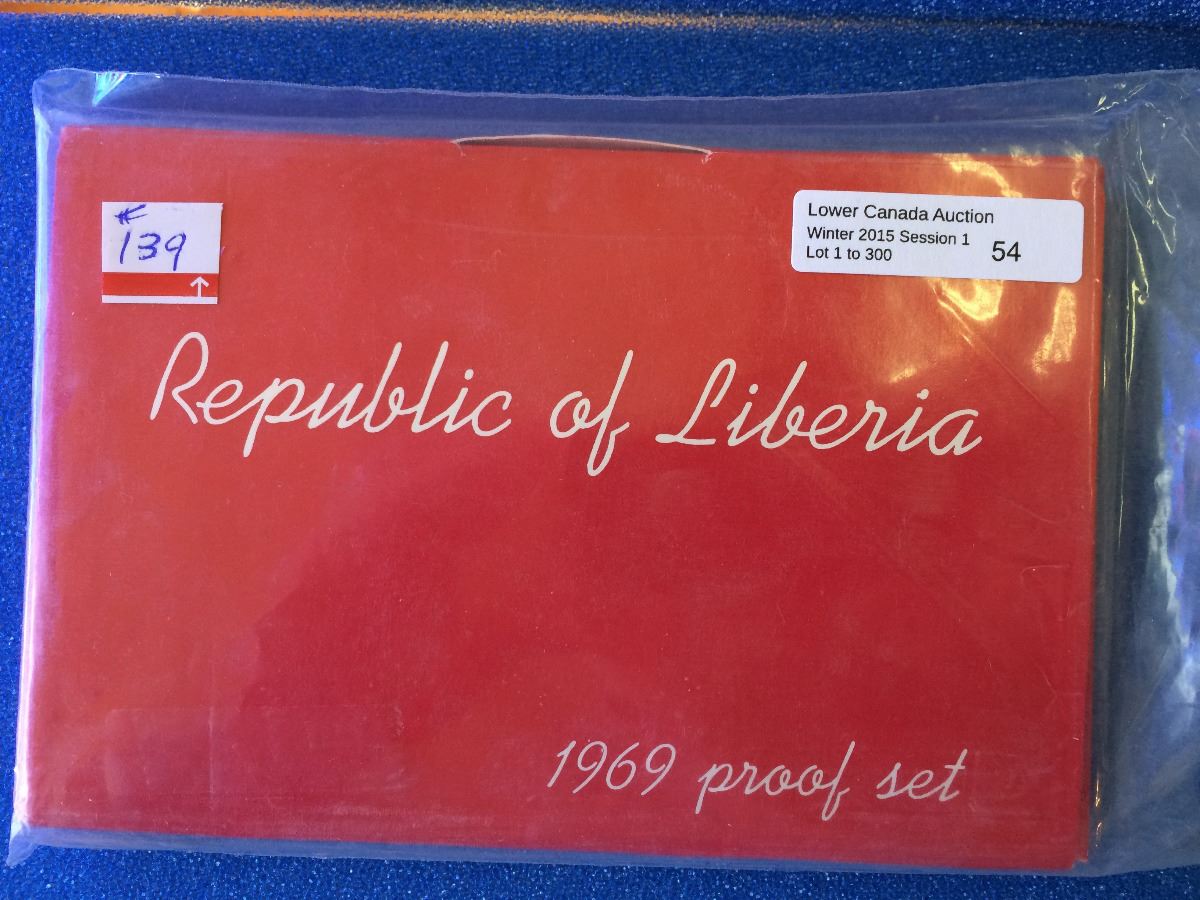 139
Lower Canada Auction
Winter 2015 Session 1
Lot 1 to 300 54
Republic of Liberia
1969 proof set